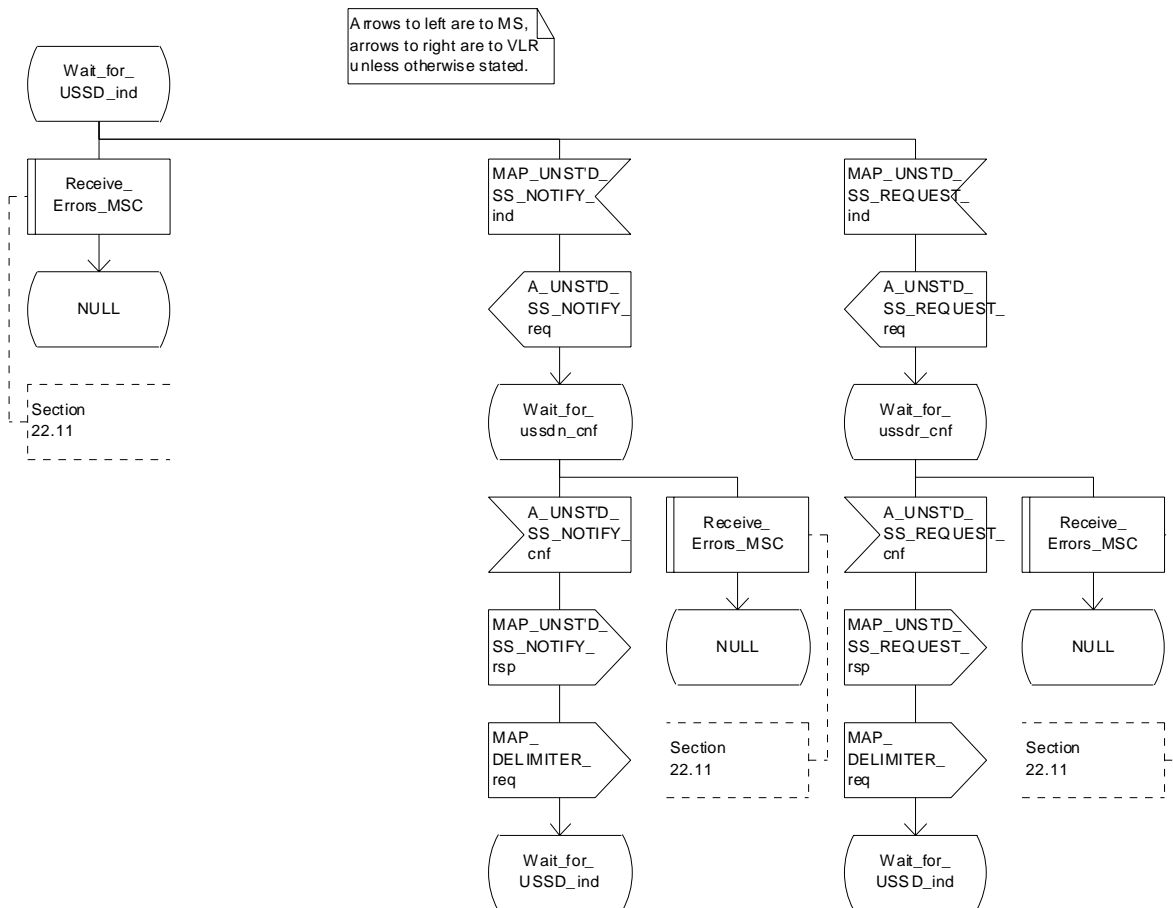 Arrows to left are to MS,
arrows to right are to VLR
unless otherwise stated.
Wait_for_
USSD_ind
Receive_
Errors_MSC
NULL
Section
22.11
MAP_UNST'D_
SS_NOTIFY_
ind
A_UNST'D_
SS_NOTIFY_
req
Wait_for_
ussdn_cnf
A_UNST'D_
SS_NOTIFY_
cnf
MAP_UNST'D_
SS_NOTIFY_
rsp
MAP_
DELIMITER_
req
Wait_for_
USSD_ind
Receive_
Errors_MSC
NULL
Section
22.11
MAP_UNST'D_
SS_REQUEST_
ind
A_UNST'D_
SS_REQUEST_
req
Wait_for_
ussdr_cnf
A_UNST'D_
SS_REQUEST_
cnf
MAP_UNST'D_
SS_REQUEST_
rsp
MAP_
DELIMITER_
req
Wait_for_
USSD_ind
Receive_
Errors_MSC
NULL
Section
22.11